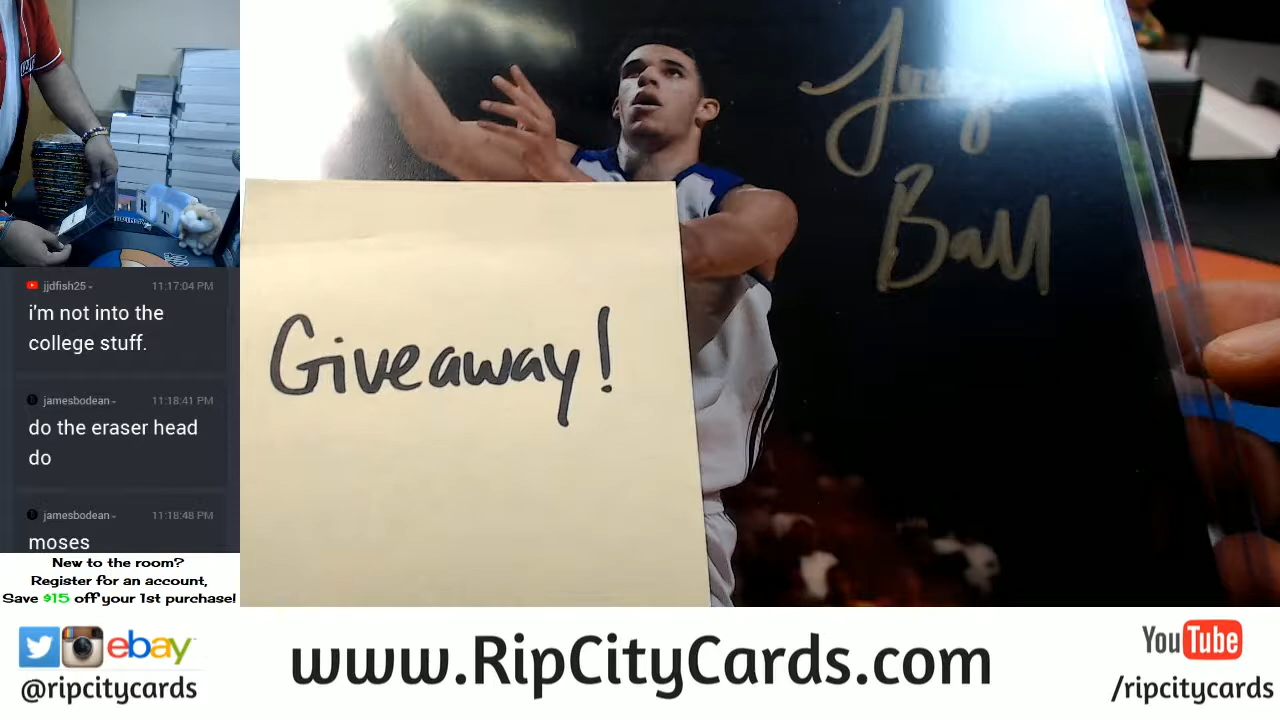 Ball
Giveaway!
RT
jjdfish25
11:17:04 PM
i'm not into the
college stuff.
jamesbodean
11:18:41 PM
do the eraser head
do
jamesbodean
11:18:48 PM
moses
New to the room?
Register for an account,
Save $15 off your 1st purchase!
ebay
@ripcitycards
www.RipCityCards.com
YouTube
/ripcitycards